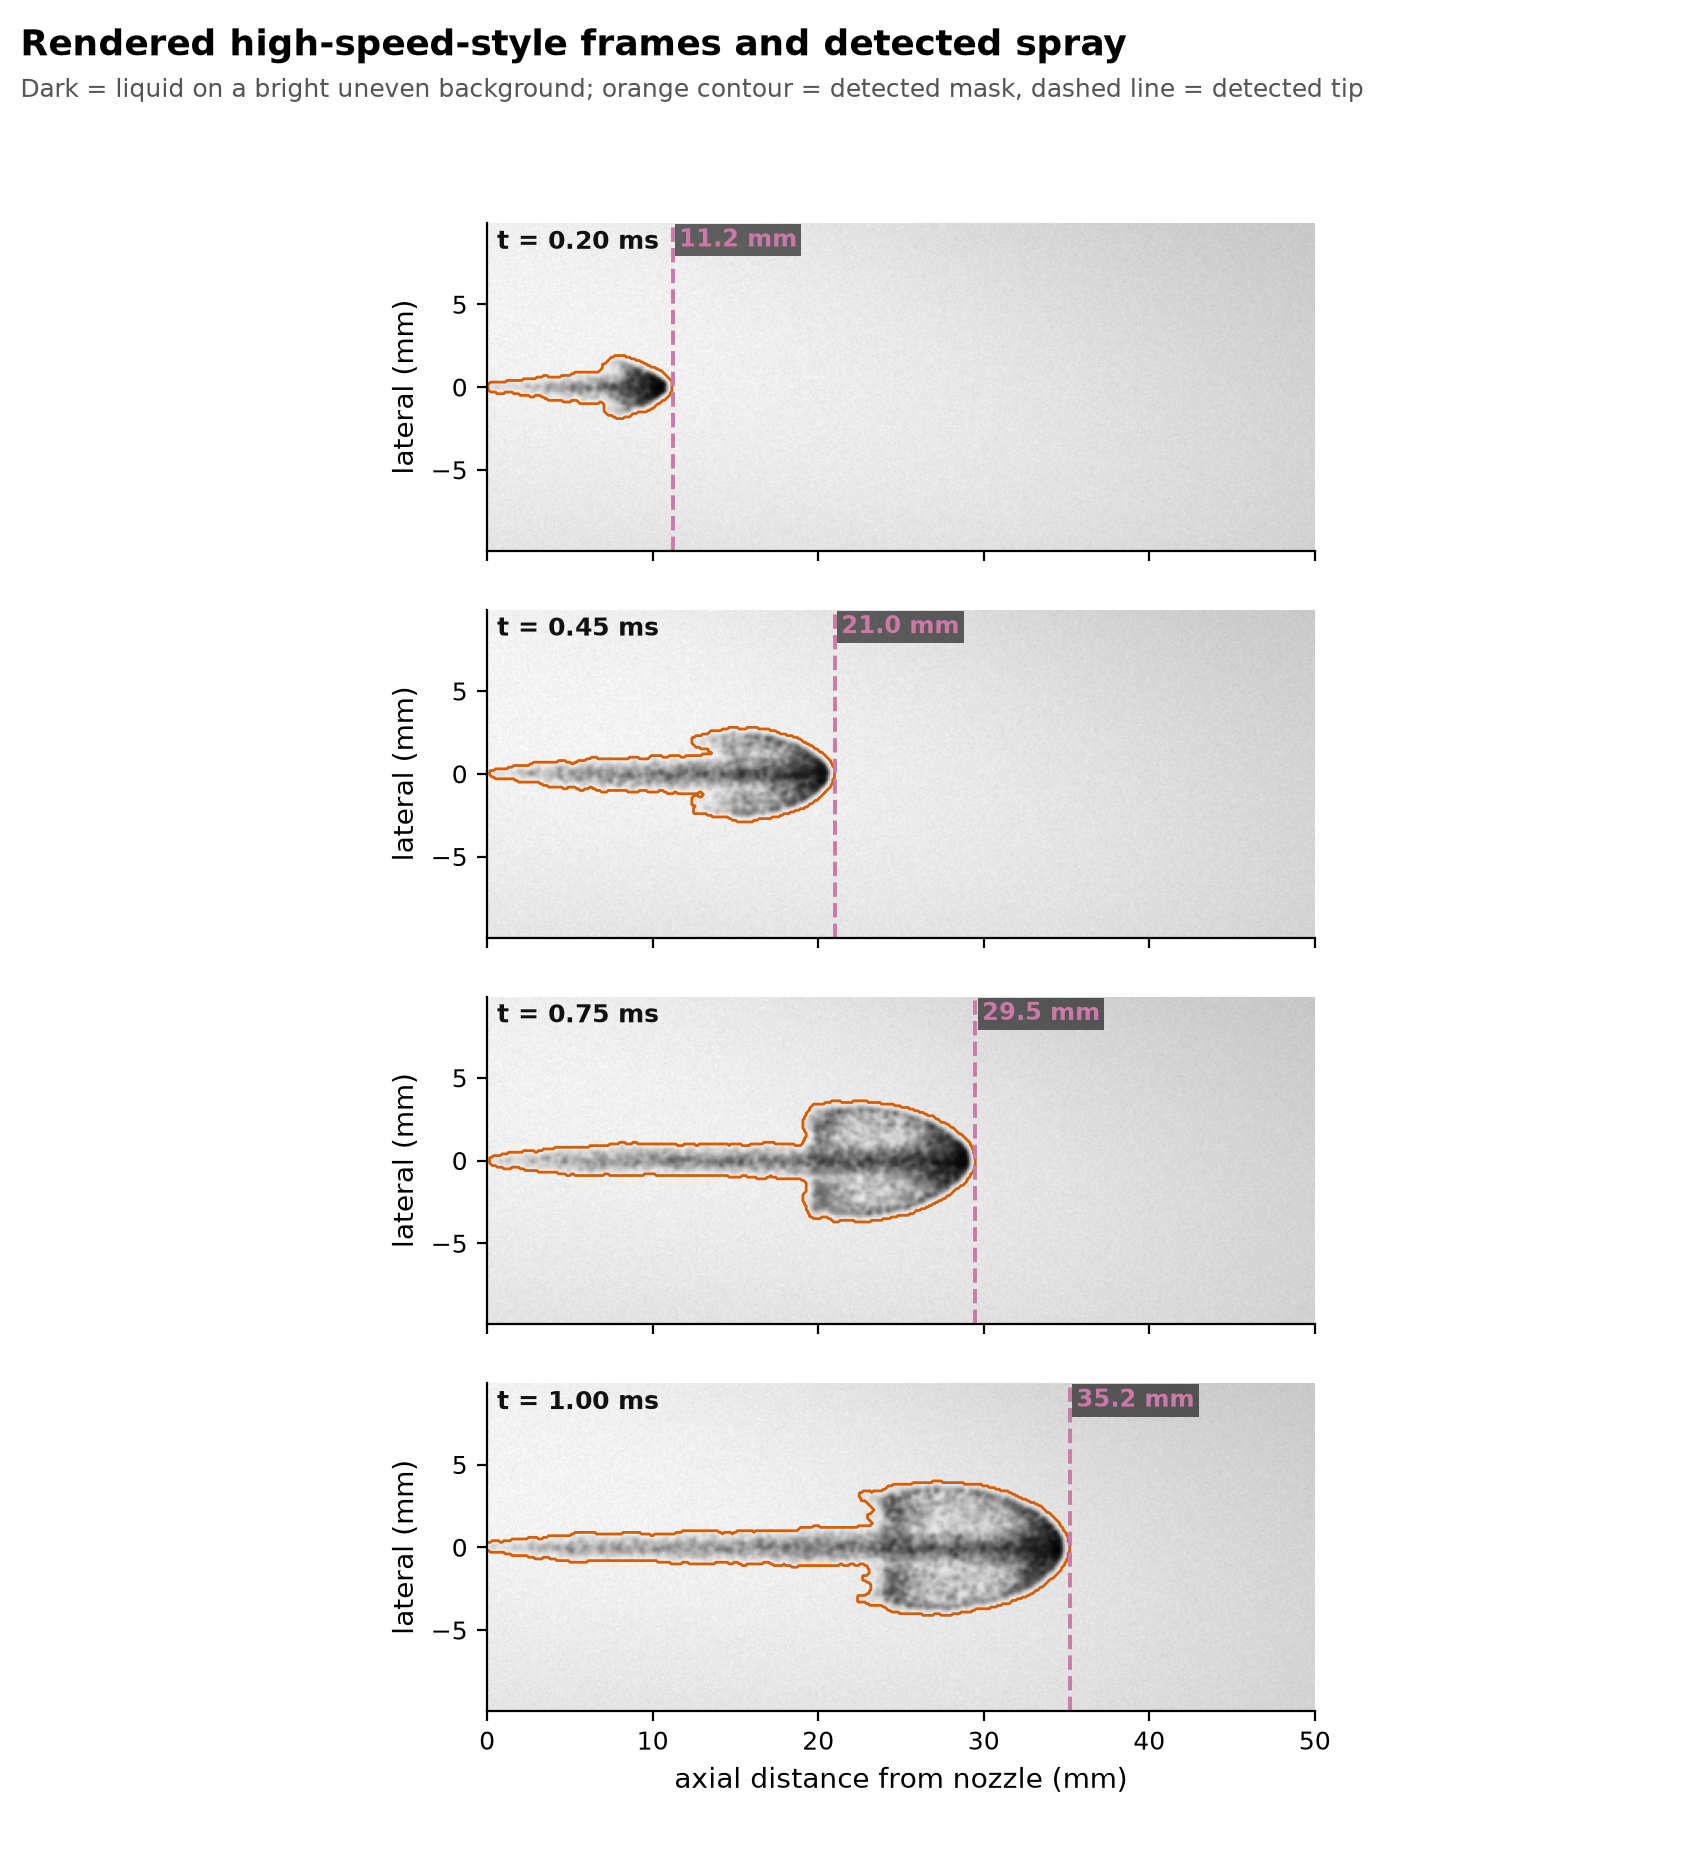 Rendered high-speed-style frames and detected spray
Dark = liquid on a bright uneven background; orange contour = detected mask, dashed line = detected tip
t = 0.20 ms
11.2 mm
5
0
−5
lateral (mm)
t = 0.45 ms
21.0 mm
5
0
−5
lateral (mm)
t = 0.75 ms
29.5 mm
5
0
−5
lateral (mm)
t = 1.00 ms
35.2 mm
5
0
−5
lateral (mm)
0 10 20 30 40 50
axial distance from nozzle (mm)